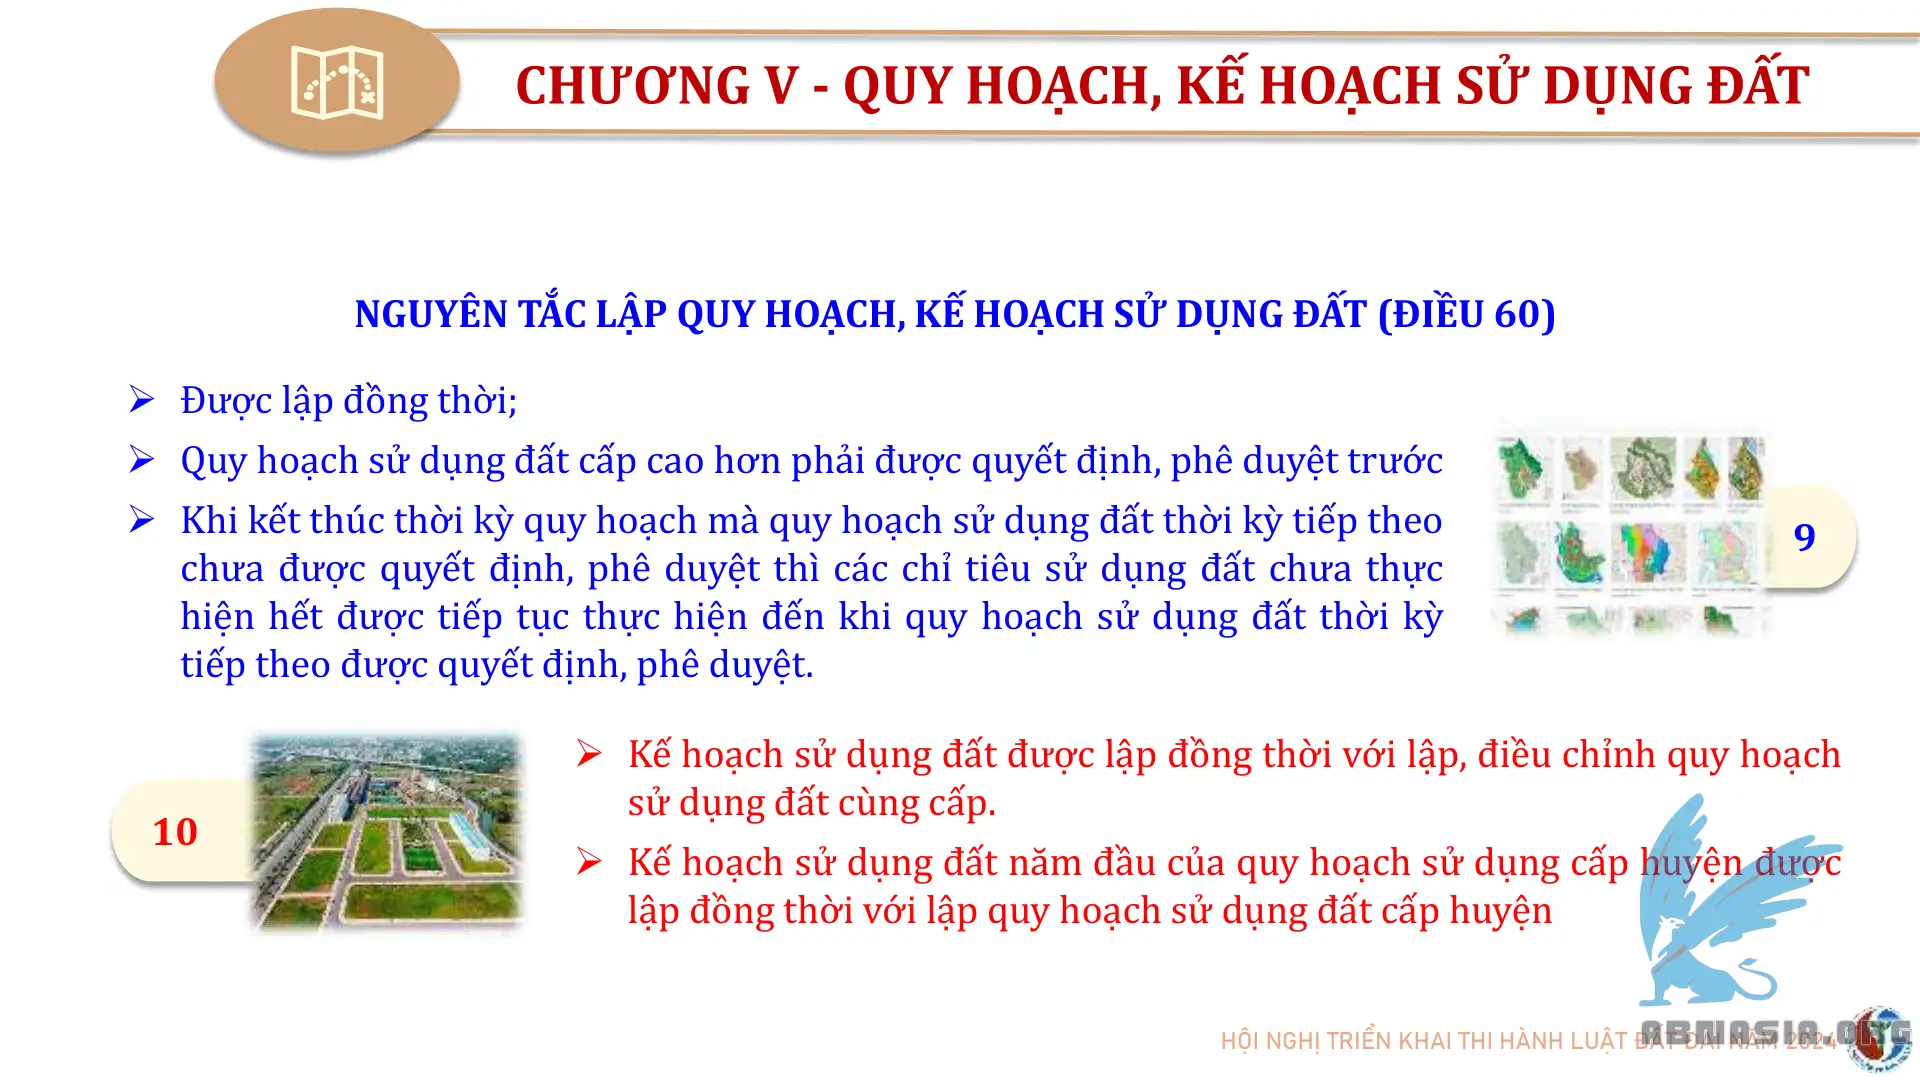 CHƯƠNG V - QUY HOẠCH, KẾ HOẠCH SỬ DỤNG ĐẤT
NGUYÊN TẮC LẬP QUY HOẠCH, KẾ HOẠCH SỬ DỤNG ĐẤT (ĐIỀU 60)
➢ Được lập đồng thời;
➢ Quy hoạch sử dụng đất cấp cao hơn phải được quyết định, phê duyệt trước
➢ Khi kết thúc thời kỳ quy hoạch mà quy hoạch sử dụng đất thời kỳ tiếp theo
chưa được quyết định, phê duyệt thì các chỉ tiêu sử dụng đất chưa thực
hiện hết được tiếp tục thực hiện đến khi quy hoạch sử dụng đất thời kỳ
tiếp theo được quyết định, phê duyệt.
9
10
➢ Kế hoạch sử dụng đất được lập đồng thời với lập, điều chỉnh quy hoạch
sử dụng đất cùng cấp.
➢ Kế hoạch sử dụng đất năm đầu của quy hoạch sử dụng cấp huyện được
lập đồng thời với lập quy hoạch sử dụng đất cấp huyện
HỘI NGHỊ TRIỂN KHAI THI HÀNH LUẬT ĐẤT ĐAI NĂM 2024
ABMASIA.ORG